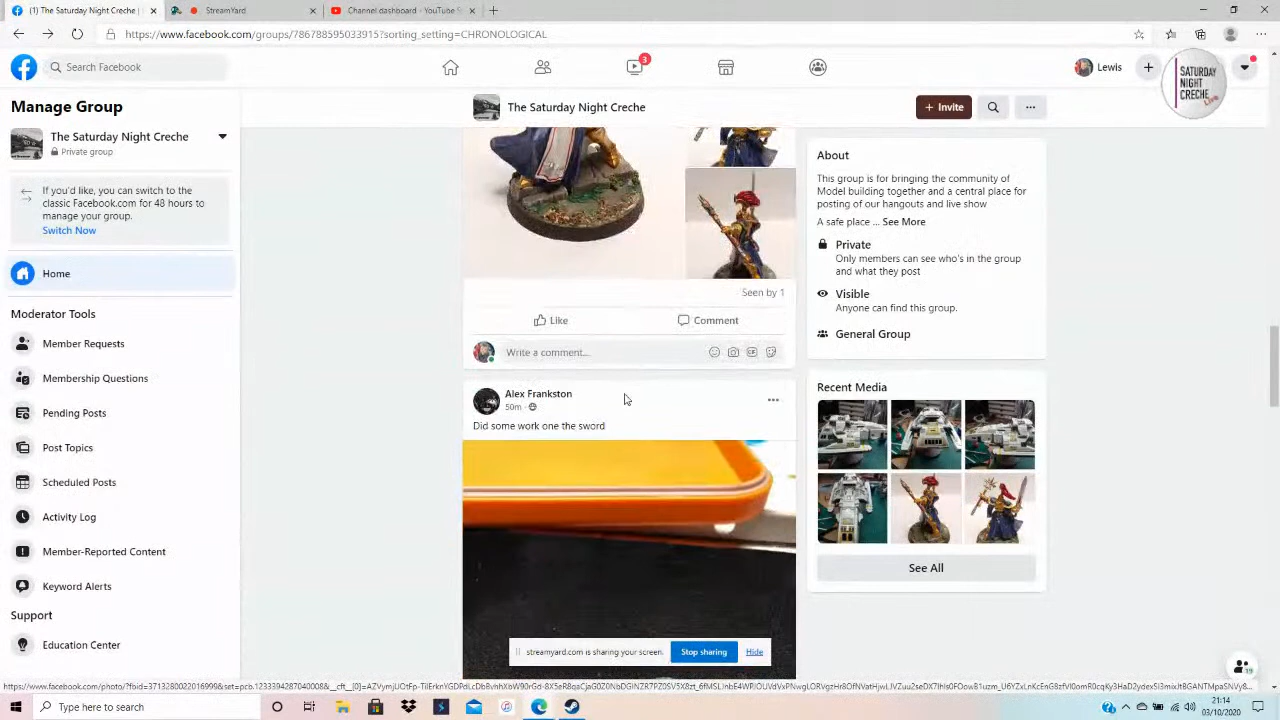 (1) The Saturday Night Creche |
StreamYard
Channel dashboard - YouTube S
https://www.facebook.com/groups/786788595033915?sorting_setting=CHRONOLOGICAL
Search Facebook
3
Lewis
SATURDAY
NIGHT
CRECHE
Live
Manage Group
The Saturday Night Creche
Private group
If you'd like, you can switch to the
classic Facebook.com for 48 hours to
manage your group.
Switch Now
Home
Moderator Tools
Member Requests
Membership Questions
Pending Posts
Post Topics
Scheduled Posts
Activity Log
Member-Reported Content
Keyword Alerts
Support
Education Center
The Saturday Night Creche
+ Invite
Seen by 1
Like
Comment
Write a comment...
Alex Frankston
50m
Did some work one the sword
About
This group is for bringing the community of
Model building together and a central place for
posting of our hangouts and live show
A safe place ... See More
Private
Only members can see who's in the group
and what they post
Visible
Anyone can find this group.
General Group
Recent Media
See All
streamyard.com is sharing your screen.
Stop sharing
Hide
Type here to search
21:14
03/10/2020